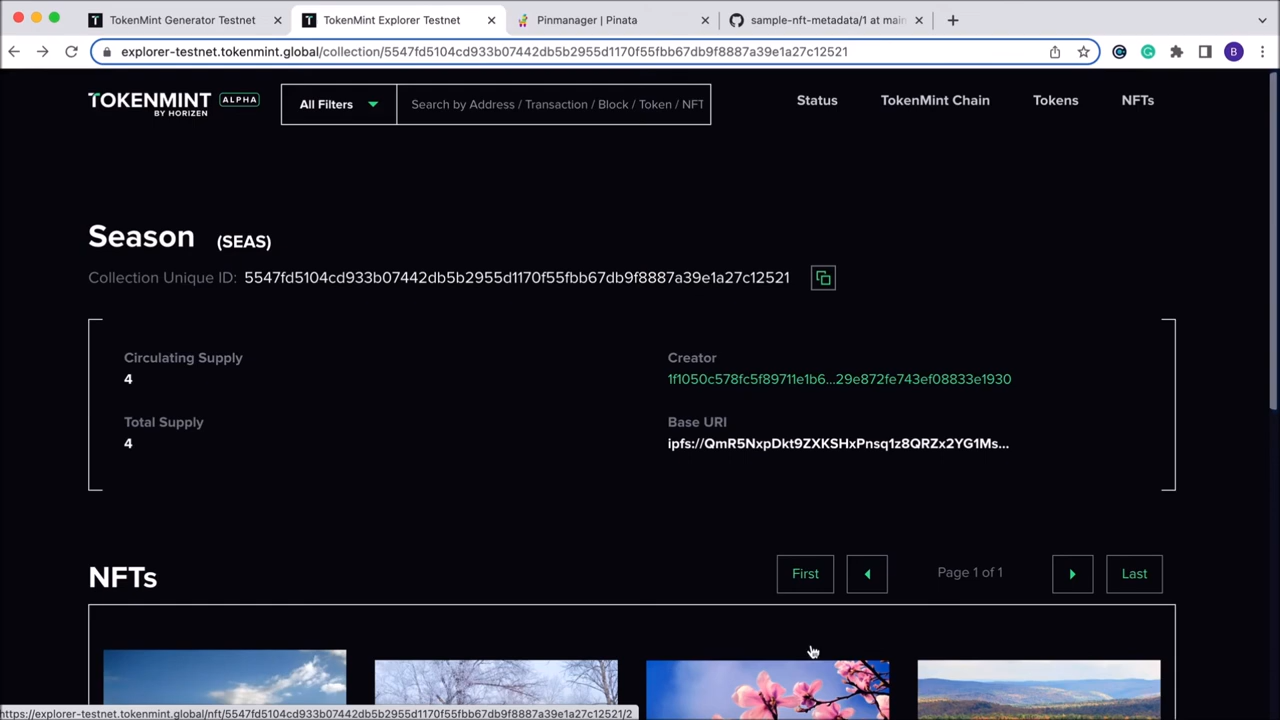 TokenMint Generator Testnet
TokenMint Explorer Testnet
Pinmanager | Pinata
sample-nft-metadata/1 at main
explorer-testnet.tokenmint.global/collection/5547fd5104cd933b07442db5b2955d1170f55fbb67db9f8887a39e1a27c12521
B
TOKENMINT ALPHA
BY HORIZEN
All Filters
Search by Address / Transaction / Block / Token / NFT
Status
TokenMint Chain
Tokens
NFTs
Season (SEAS)
Collection Unique ID: 5547fd5104cd933b07442db5b2955d1170f55fbb67db9f8887a39e1a27c12521
Circulating Supply
4
Creator
1f1050c578fc5f89711e1b6...29e872fe743ef08833e1930
Total Supply
4
Base URI
ipfs://QmR5NxpDkt9ZXKSHxPnsq1z8QRZx2YG1Ms...
NFTs
First
Page 1 of 1
Last
https://explorer-testnet.tokenmint.global/nft/5547fd5104cd933b07442db5b2955d1170f55fbb67db9f8887a39e1a27c12521/2